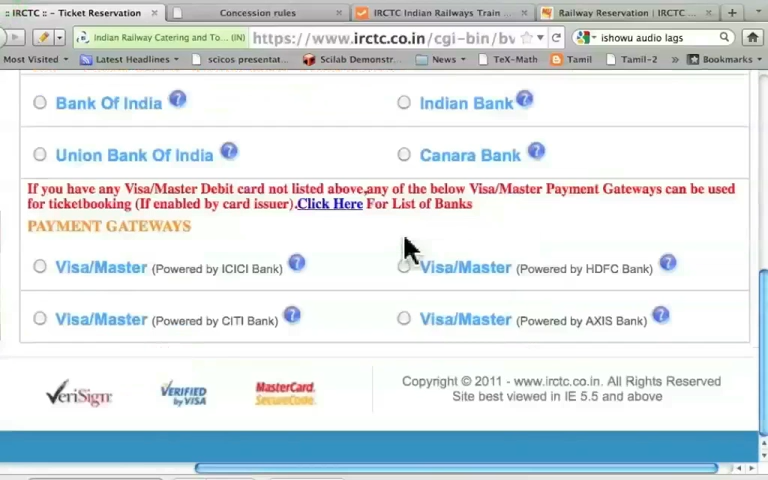 IRCTC :: - Ticket Reservation
Concession rules
IRCTC Indian Railways Train ...
Railway Reservation | IRCTC ...
Indian Railway Catering and To... (IN)
https://www.irctc.co.in/cgi-bin/bv
ishowu audio lags
Most Visited
Latest Headlines
scicos presentat...
Scilab Demonstr...
News
TeX-Math
Tamil
Tamil-2
»
Bookmarks
Bank Of India ?
Indian Bank ?
Union Bank Of India ?
Canara Bank ?
If you have any Visa/Master Debit card not listed above,any of the below Visa/Master Payment Gateways can be used
for ticketbooking (If enabled by card issuer).Click Here For List of Banks
PAYMENT GATEWAYS
Visa/Master (Powered by ICICI Bank) ?
Visa/Master (Powered by HDFC Bank) ?
Visa/Master (Powered by CITI Bank) ?
Visa/Master (Powered by AXIS Bank) ?
VeriSign
VERIFIED
by VISA
MasterCard
SecureCode.
Copyright © 2011 - www.irctc.co.in. All Rights Reserved
Site best viewed in IE 5.5 and above